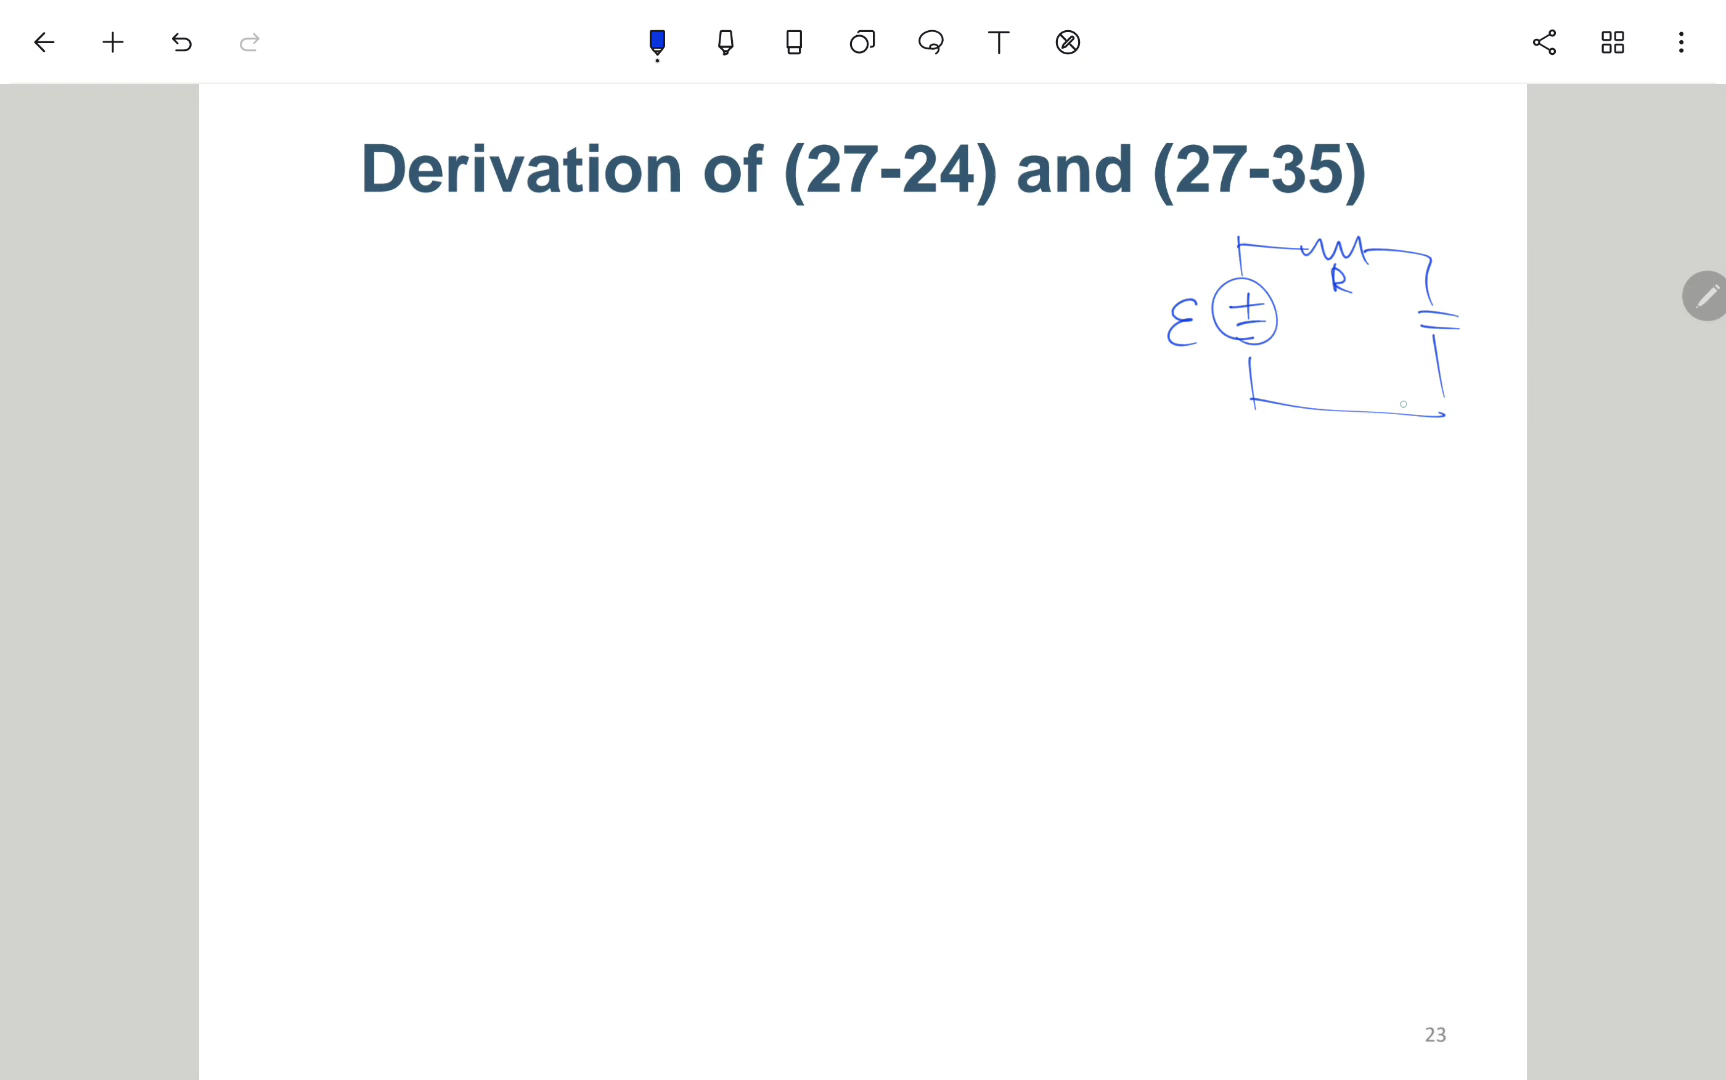 Derivation of (27-24) and (27-35)
R
ℰ
+
23